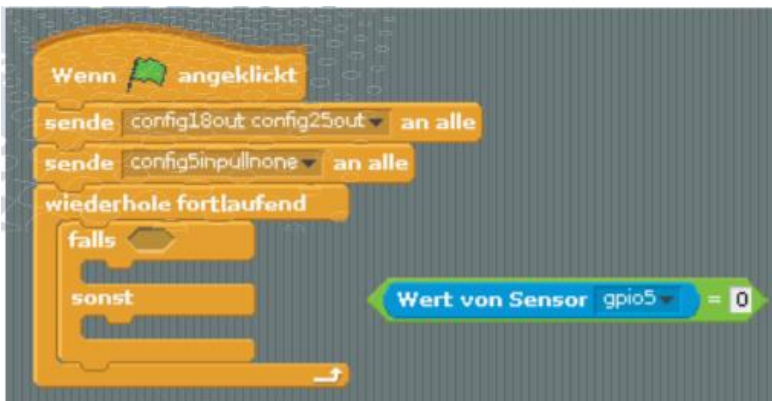 Wenn angeklickt
sende config18out config25out an alle
sende config5inpullnone an alle
wiederhole fortlaufend
falls
sonst
Wert von Sensor gpio5 = 0